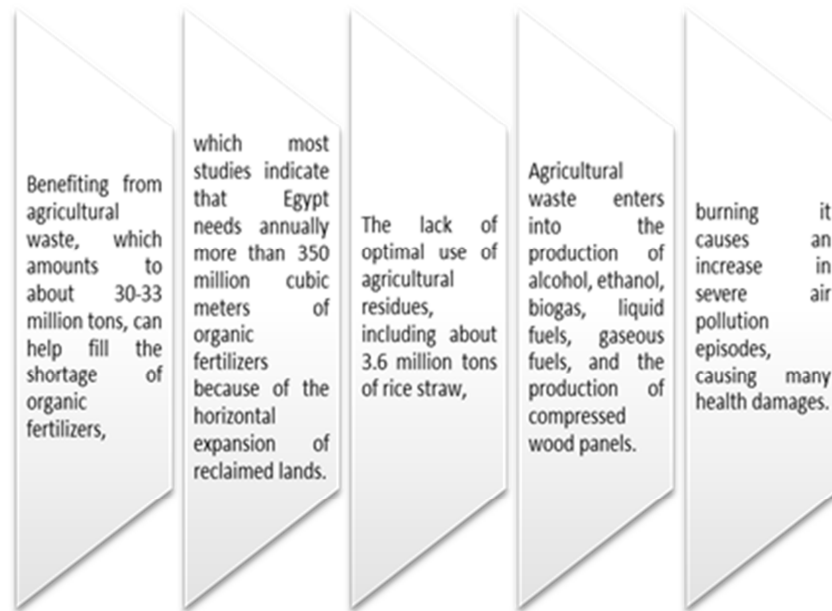 Benefiting from
agricultural
waste, which
amounts to
about 30-33
million tons, can
help fill the
shortage of
organic
fertilizers,
which most
studies indicate
that Egypt
needs annually
more than 350
million cubic
meters of
organic
fertilizers
because of the
horizontal
expansion of
reclaimed lands.
The lack of
optimal use of
agricultural
residues,
including about
3.6 million tons
of rice straw,
Agricultural
waste enters
into the
production of
alcohol, ethanol,
biogas, liquid
fuels, gaseous
fuels, and the
production of
compressed
wood panels.
burning it
causes an
increase in
severe air
pollution
episodes,
causing many
health damages.